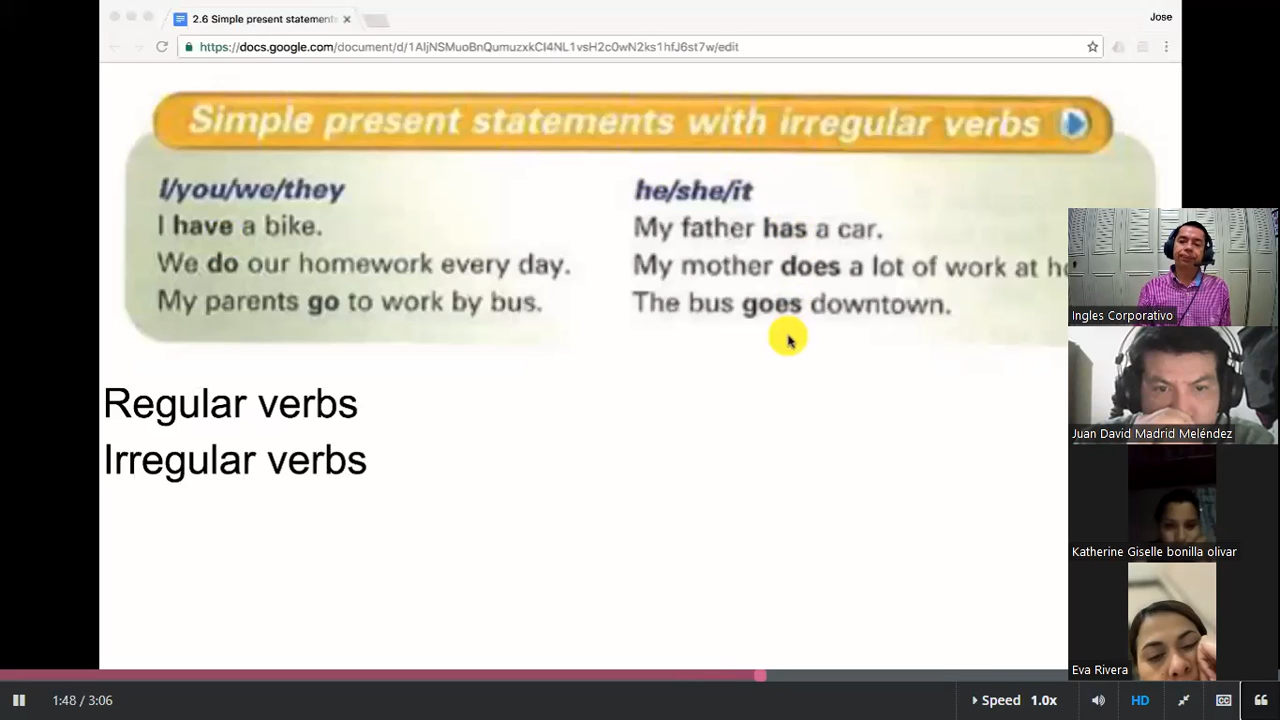 2.6 Simple present statement
Jose
https://docs.google.com/document/d/1AljNSMuoBnQumuzxkCl4NL1vsH2c0wN2ks1hfJ6st7w/edit
Simple present statements with irregular verbs
I/you/we/they
I have a bike.
We do our homework every day.
My parents go to work by bus.
he/she/it
My father has a car.
My mother does a lot of work at
The bus goes downtown.
Regular verbs
Irregular verbs
Ingles Corporativo
Juan David Madrid Meléndez
Katherine Giselle bonilla olivar
Eva Rivera
1:48 / 3:06
Speed 1.0x
HD
CC